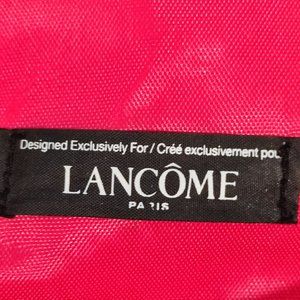 Designed Exclusively For / Créé exclusivement pou
LANCÔME
PARIS